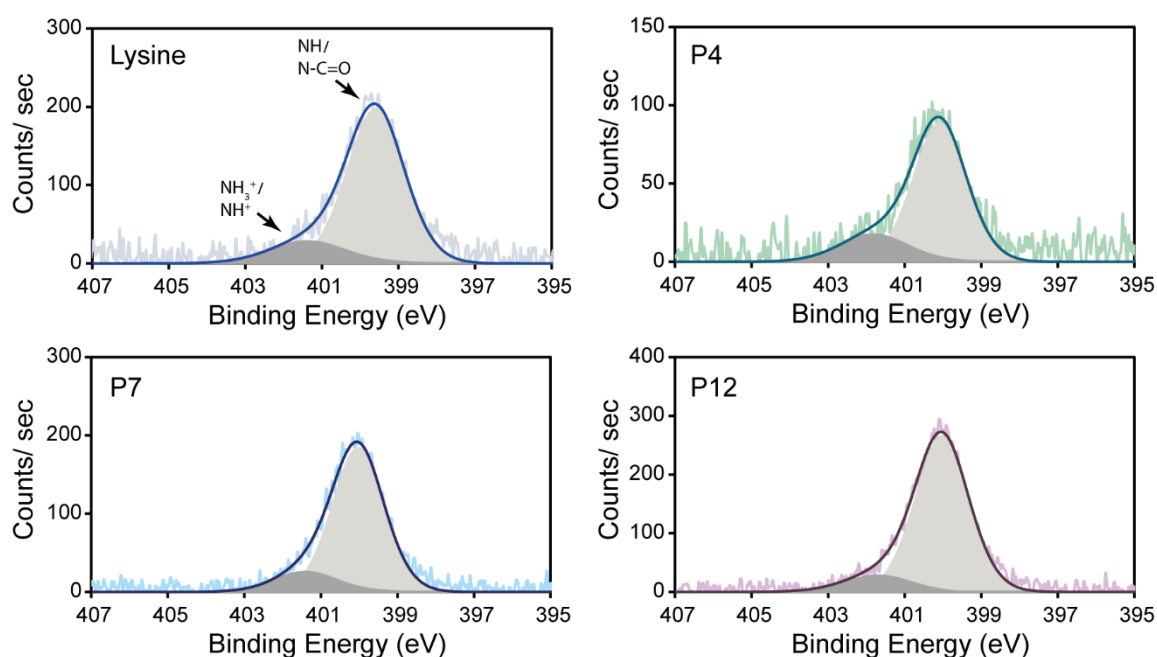 Lysine
NH/
N-C=O
NH₃⁺/
NH⁺
Counts/ sec
300
200
100
0
407 405 403 401 399 397 395
Binding Energy (eV)
P4
Counts/ sec
150
100
50
0
407 405 403 401 399 397 395
Binding Energy (eV)
P7
Counts/ sec
300
200
100
0
407 405 403 401 399 397 395
Binding Energy (eV)
P12
Counts/ sec
400
300
200
100
0
407 405 403 401 399 397 395
Binding Energy (eV)